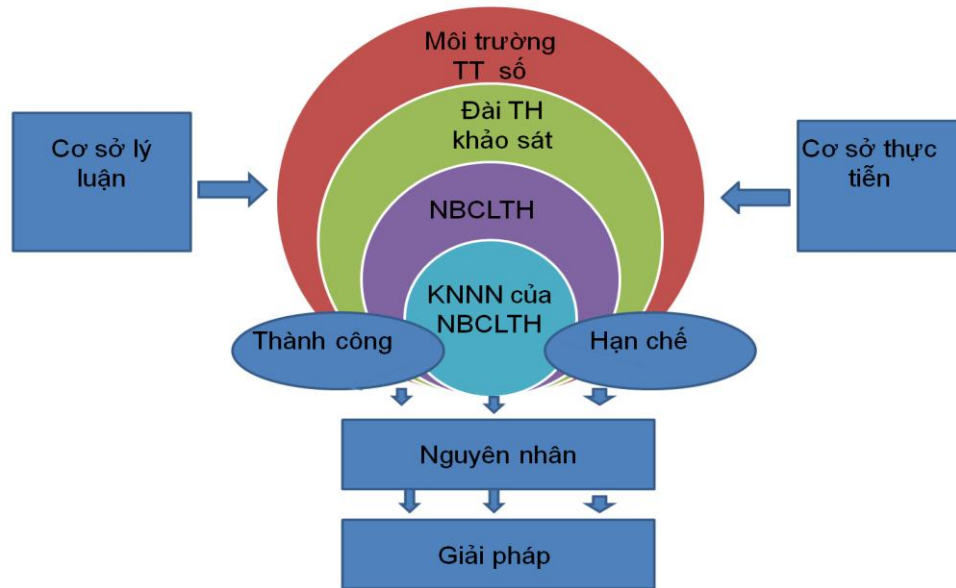 Môi trường
TT số
Đài TH
khảo sát
Cơ sở lý
luận
Cơ sở thực
tiễn
NBCLTH
KNNN của
NBCLTH
Thành công
Hạn chế
Nguyên nhân
Giải pháp